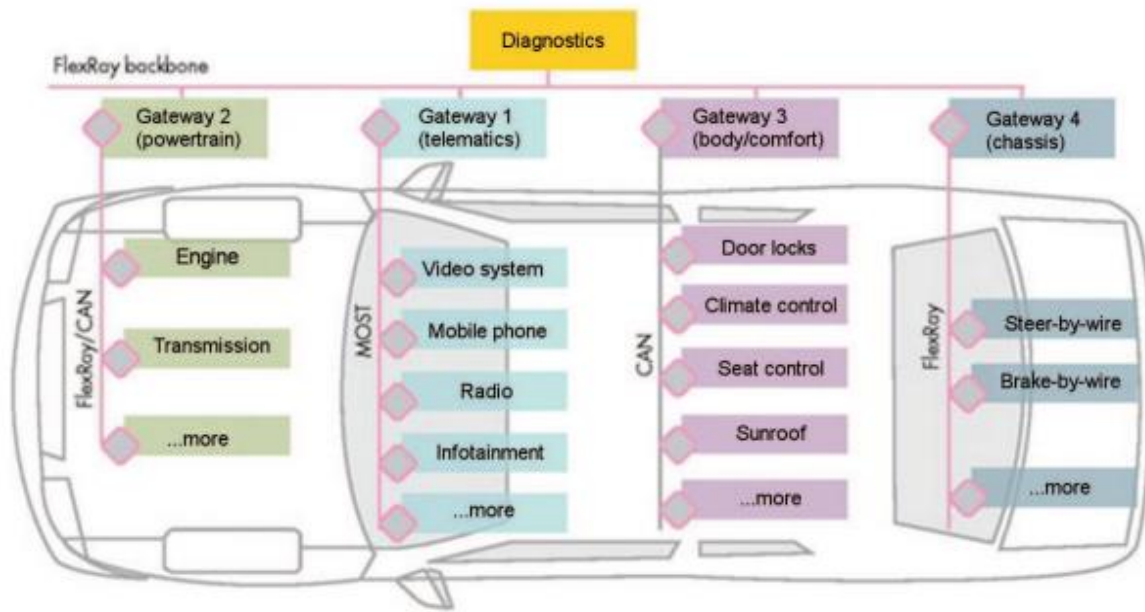 Diagnostics
FlexRay backbone
Gateway 2
(powertrain)
Gateway 1
(telematics)
Gateway 3
(body/comfort)
Gateway 4
(chassis)
FlexRay/CAN
Engine
Transmission
...more
MOST
Video system
Mobile phone
Radio
Infotainment
...more
CAN
Door locks
Climate control
Seat control
Sunroof
...more
FlexRay
Steer-by-wire
Brake-by-wire
...more